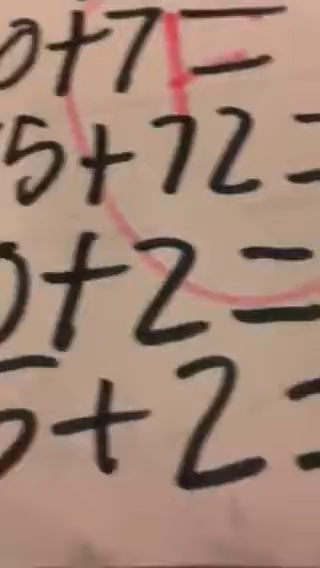 0+7=
5+72=
0+2=
5+2=